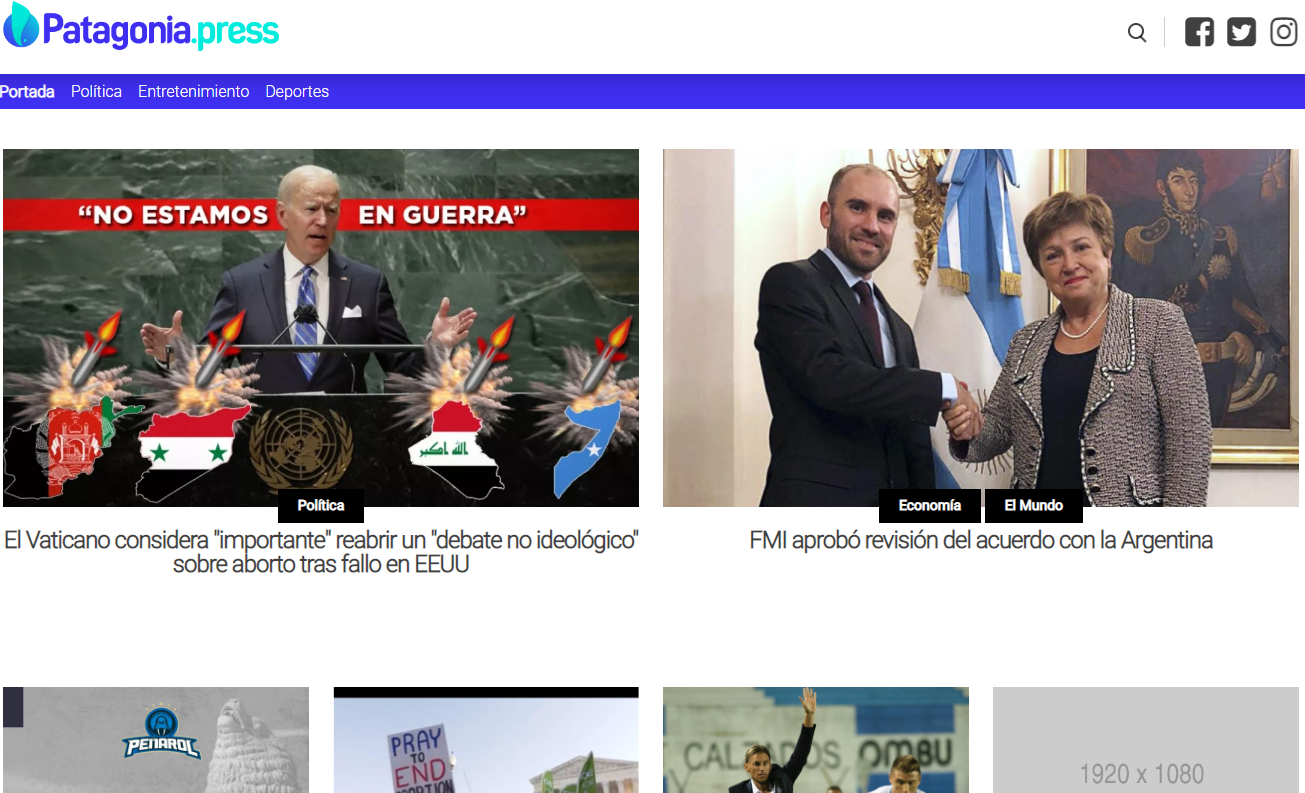 Patagonia.press
Portada Política Entretenimiento Deportes
“NO ESTAMOS EN GUERRA”
الله اكبر
Política
El Vaticano considera "importante" reabrir un "debate no ideológico"
sobre aborto tras fallo en EEUU
Economía El Mundo
FMI aprobó revisión del acuerdo con la Argentina
PEÑAROL
PRAY
TO
END
ABORTION
CALZADOS OMBU
1920 x 1080